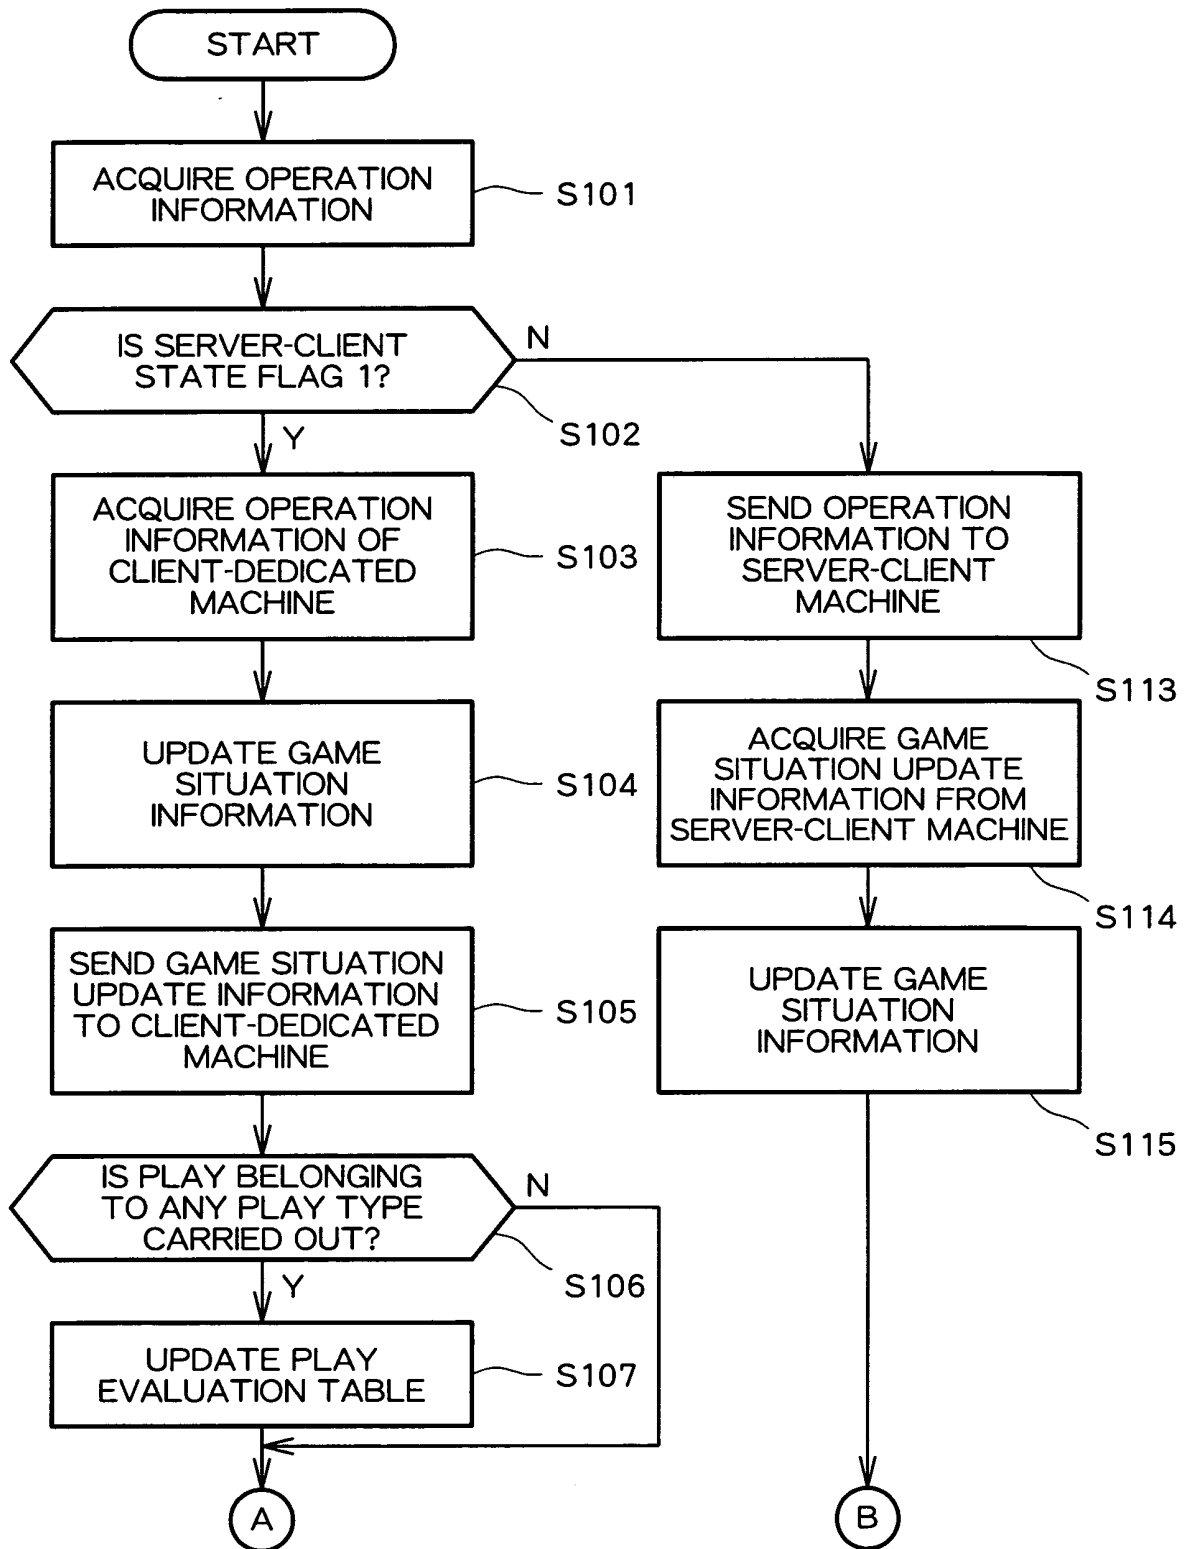 START
ACQUIRE OPERATION
INFORMATION
S101
IS SERVER-CLIENT
STATE FLAG 1?
N
S102
Y
ACQUIRE OPERATION
INFORMATION OF
CLIENT-DEDICATED
MACHINE
S103
UPDATE GAME
SITUATION
INFORMATION
S104
SEND GAME SITUATION
UPDATE INFORMATION
TO CLIENT-DEDICATED
MACHINE
S105
IS PLAY BELONGING
TO ANY PLAY TYPE
CARRIED OUT?
N
S106
Y
UPDATE PLAY
EVALUATION TABLE
S107
A
SEND OPERATION
INFORMATION TO
SERVER-CLIENT
MACHINE
S113
ACQUIRE GAME
SITUATION UPDATE
INFORMATION FROM
SERVER-CLIENT MACHINE
S114
UPDATE GAME
SITUATION
INFORMATION
S115
B